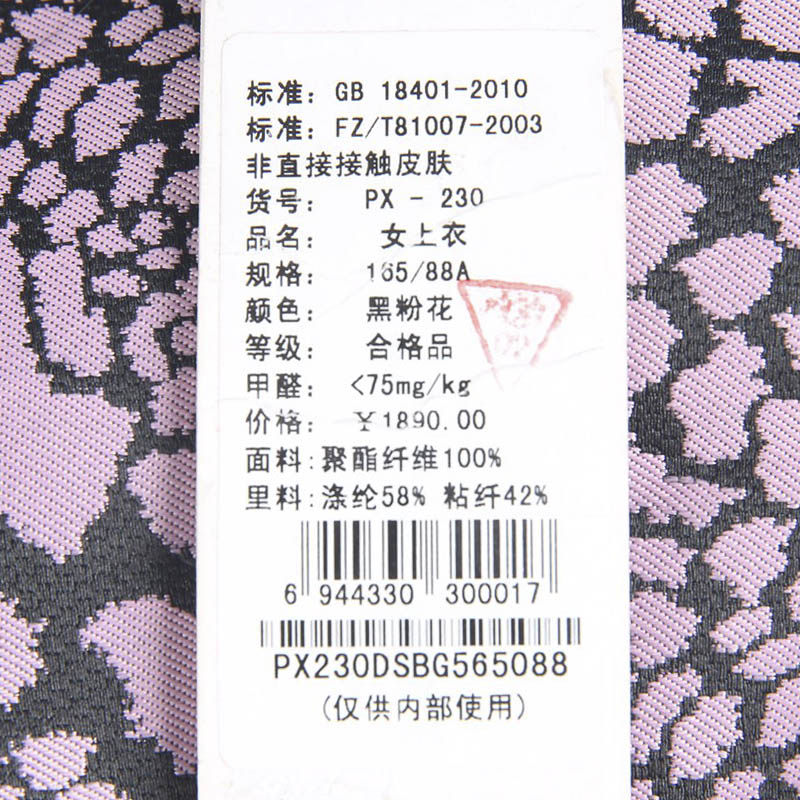 标准: GB 18401-2010
标准: FZ/T81007-2003
非直接接触皮肤
货号: PX - 230
品名: 女上衣
规格: 165/88A
颜色: 黑粉花
等级: 合格品
甲醛: <75mg/kg
价格: ¥1890.00
面料:聚酯纤维100%
里料:涤纶58% 粘纤42%
6 944330 300017
PX230DSBG565088
(仅供内部使用)